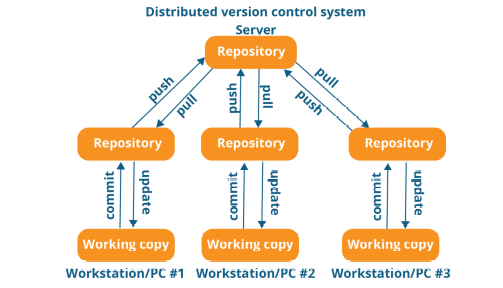 Distributed version control system
Server
Repository
push
pull
push
pull
push
pull
Repository
Repository
Repository
commit
update
commit
update
commit
update
Working copy
Working copy
Working copy
Workstation/PC #1
Workstation/PC #2
Workstation/PC #3